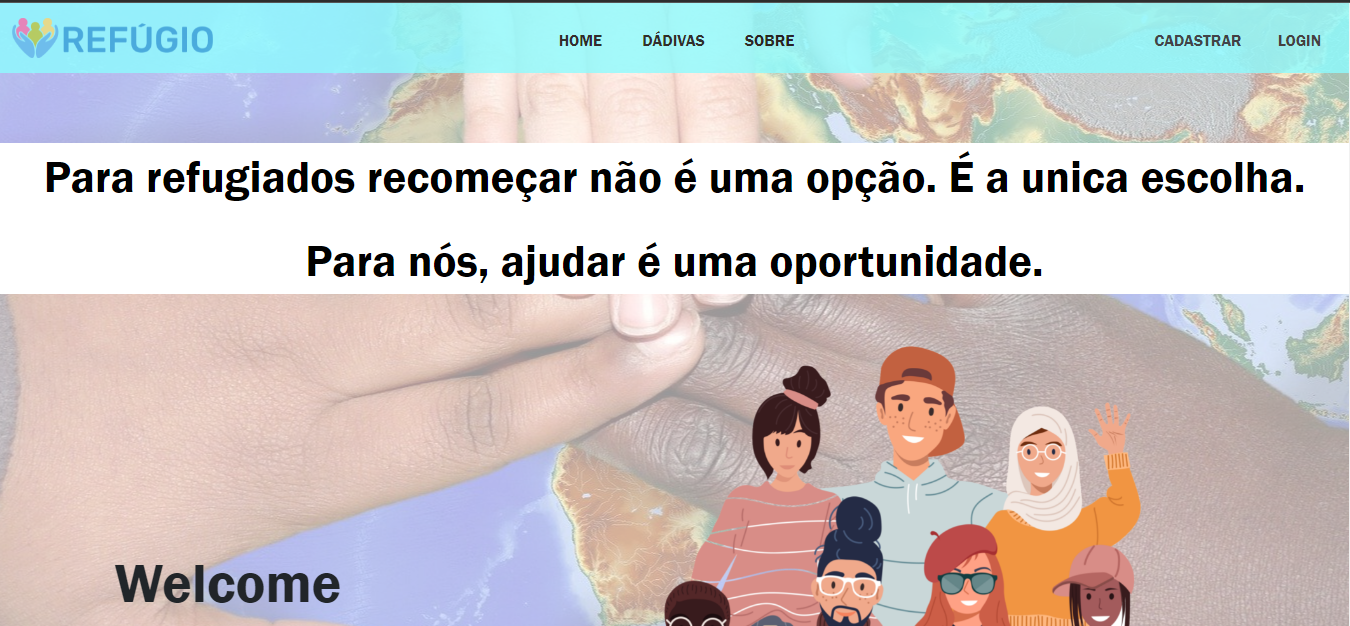 REFÚGIO
HOME DÁDIVAS SOBRE
CADASTRAR LOGIN
Para refugiados recomeçar não é uma opção. É a unica escolha.
Para nós, ajudar é uma oportunidade.
Welcome